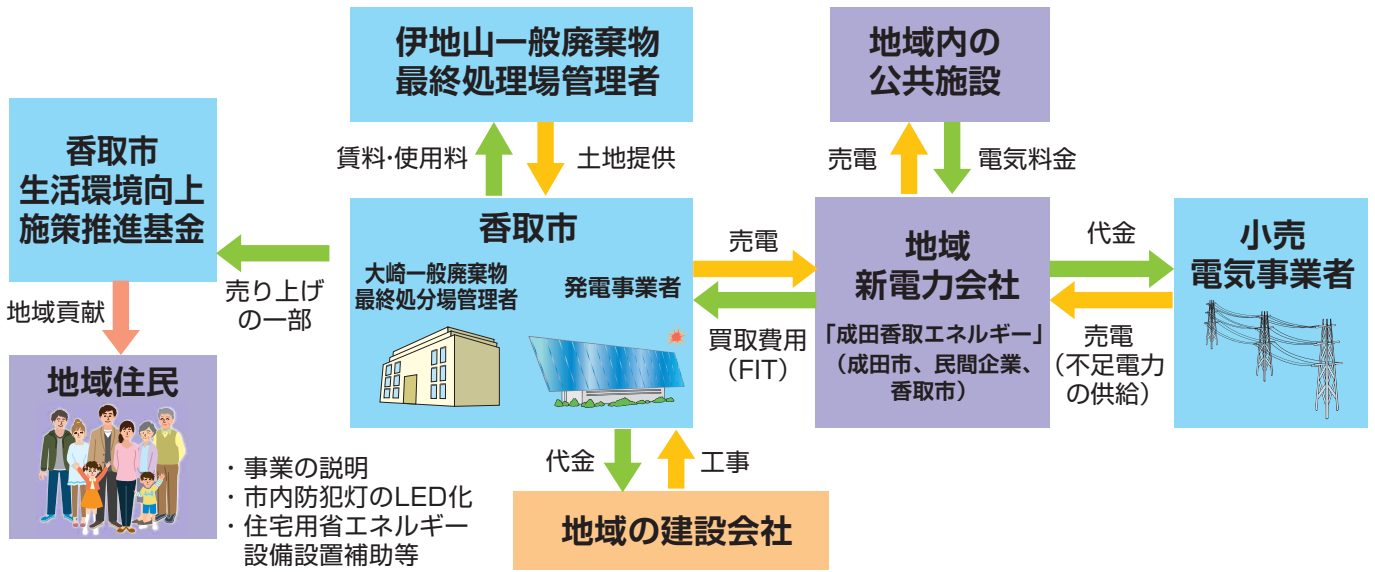 伊地山一般廃棄物
最終処理場管理者
地域内の
公共施設
香取市
生活環境向上
施策推進基金
賃料・使用料
土地提供
売電
電気料金
香取市
大崎一般廃棄物
最終処分場管理者
発電事業者
売電
買取費用
（FIT）
地域
新電力会社
「成田香取エネルギー」
（成田市、民間企業、
香取市）
代金
売電
（不足電力
の供給）
小売
電気事業者
売り上げ
の一部
地域貢献
地域住民
・事業の説明
・市内防犯灯のLED化
・住宅用省エネルギー
設備設置補助等
代金
工事
地域の建設会社